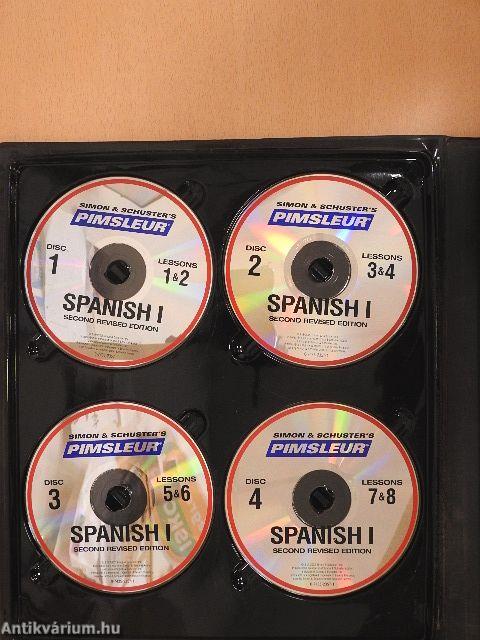 SIMON & SCHUSTER'S
PIMSLEUR
DISC
1
LESSONS
1&2
SPANISH I
SECOND REVISED EDITION
SIMON & SCHUSTER'S
PIMSLEUR
DISC
2
LESSONS
3&4
SPANISH I
SECOND REVISED EDITION
SIMON & SCHUSTER'S
PIMSLEUR
DISC
3
LESSONS
5&6
SPANISH I
SECOND REVISED EDITION
SIMON & SCHUSTER'S
PIMSLEUR
DISC
4
LESSONS
7&8
SPANISH I
SECOND REVISED EDITION
Antikvárium.hu